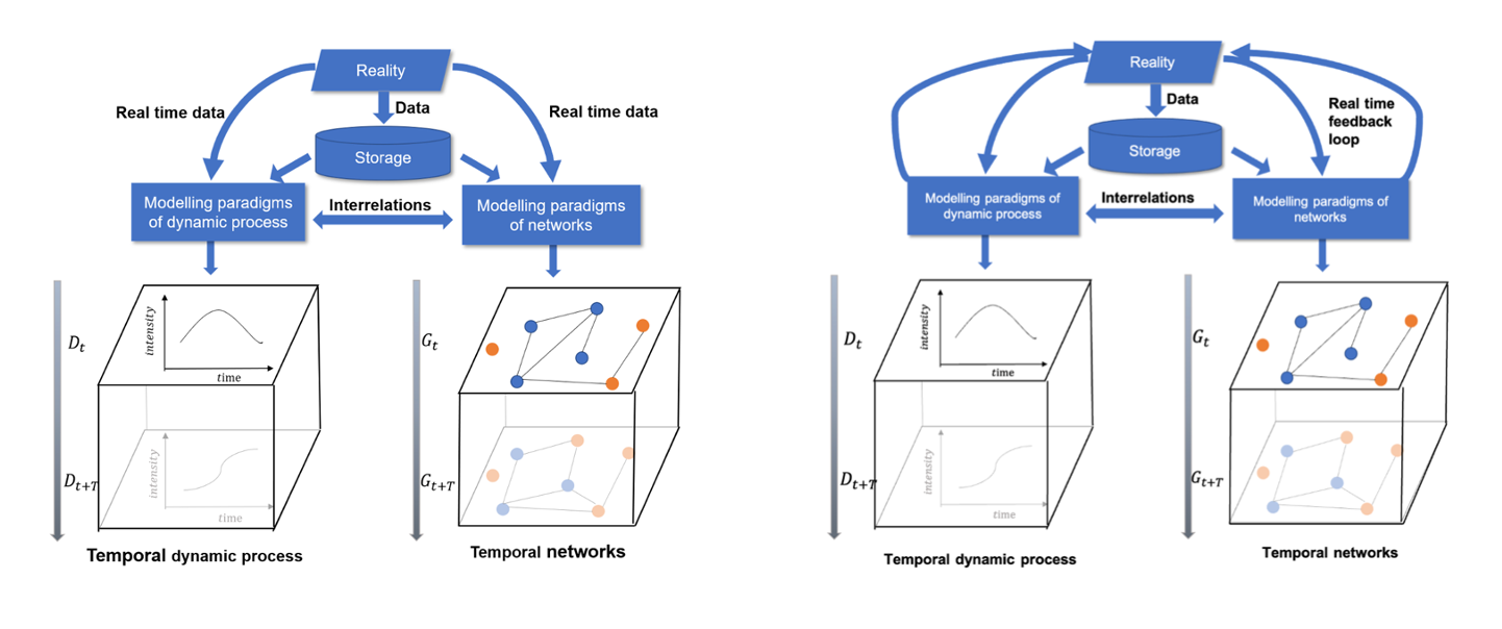 Reality
Real time data
Data
Real time data
Storage
Modelling paradigms
of dynamic process
Interrelations
Modelling paradigms
of networks
D_t
intensity
time
G_t
D_{t+T}
intensity
time
G_{t+T}
Temporal dynamic process
Temporal networks
Reality
Data
Real time
feedback
loop
Storage
Modelling paradigms of
dynamic process
Interrelations
Modelling paradigms of
networks
D_t
intensity
time
G_t
D_{t+T}
intensity
time
G_{t+T}
Temporal dynamic process
Temporal networks